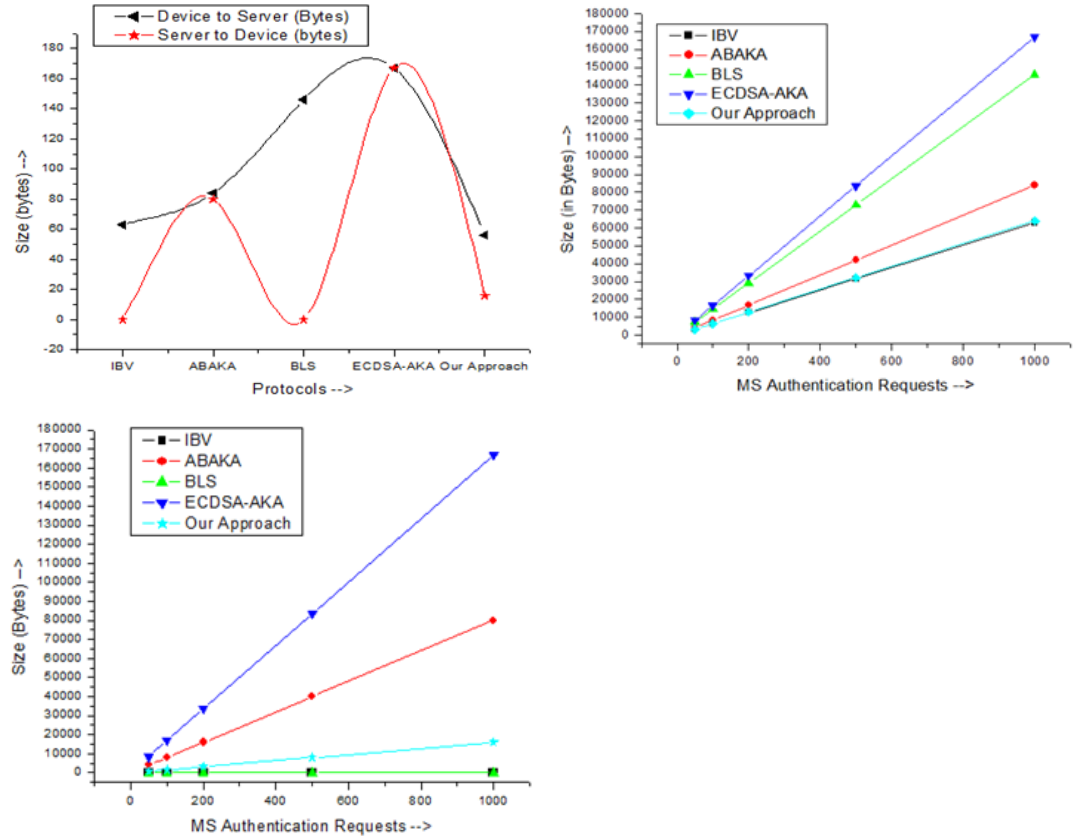 Device to Server (Bytes)
Server to Device (bytes)
180
160
140
120
100
80
60
40
20
0
-20
Size (bytes) -->
IBV
ABAKA
BLS
ECDSA-AKA
Our Approach
Protocols -->
IBV
ABAKA
BLS
ECDSA-AKA
Our Approach
180000
170000
160000
150000
140000
130000
120000
110000
100000
90000
80000
70000
60000
50000
40000
30000
20000
10000
0
Size (in Bytes) -->
0
200
400
600
800
1000
MS Authentication Requests -->
IBV
ABAKA
BLS
ECDSA-AKA
Our Approach
180000
170000
160000
150000
140000
130000
120000
110000
100000
90000
80000
70000
60000
50000
40000
30000
20000
10000
0
Size (Bytes) -->
0
200
400
600
800
1000
MS Authentication Requests -->